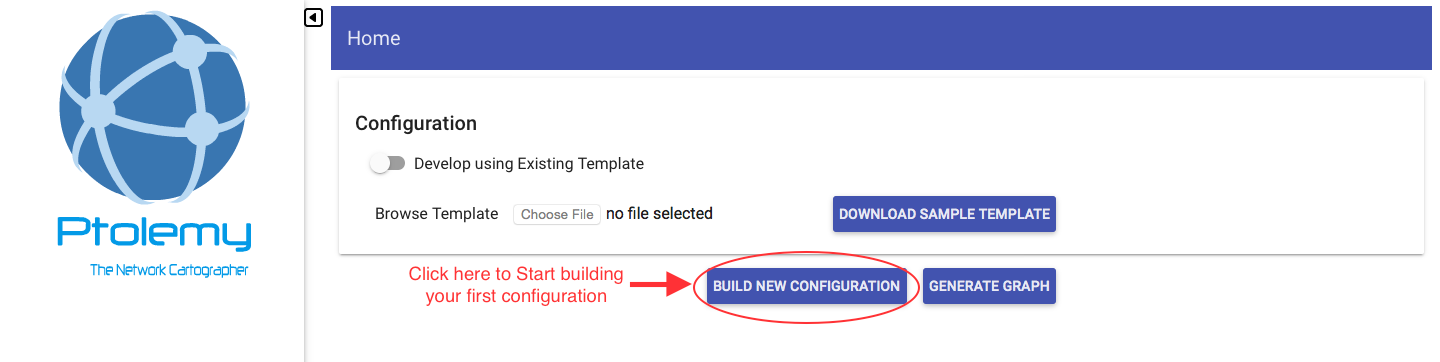 Ptolemy
The Network Cartographer
Home
Configuration
Develop using Existing Template
Browse Template Choose File no file selected DOWNLOAD SAMPLE TEMPLATE
Click here to Start building
your first configuration
BUILD NEW CONFIGURATION GENERATE GRAPH